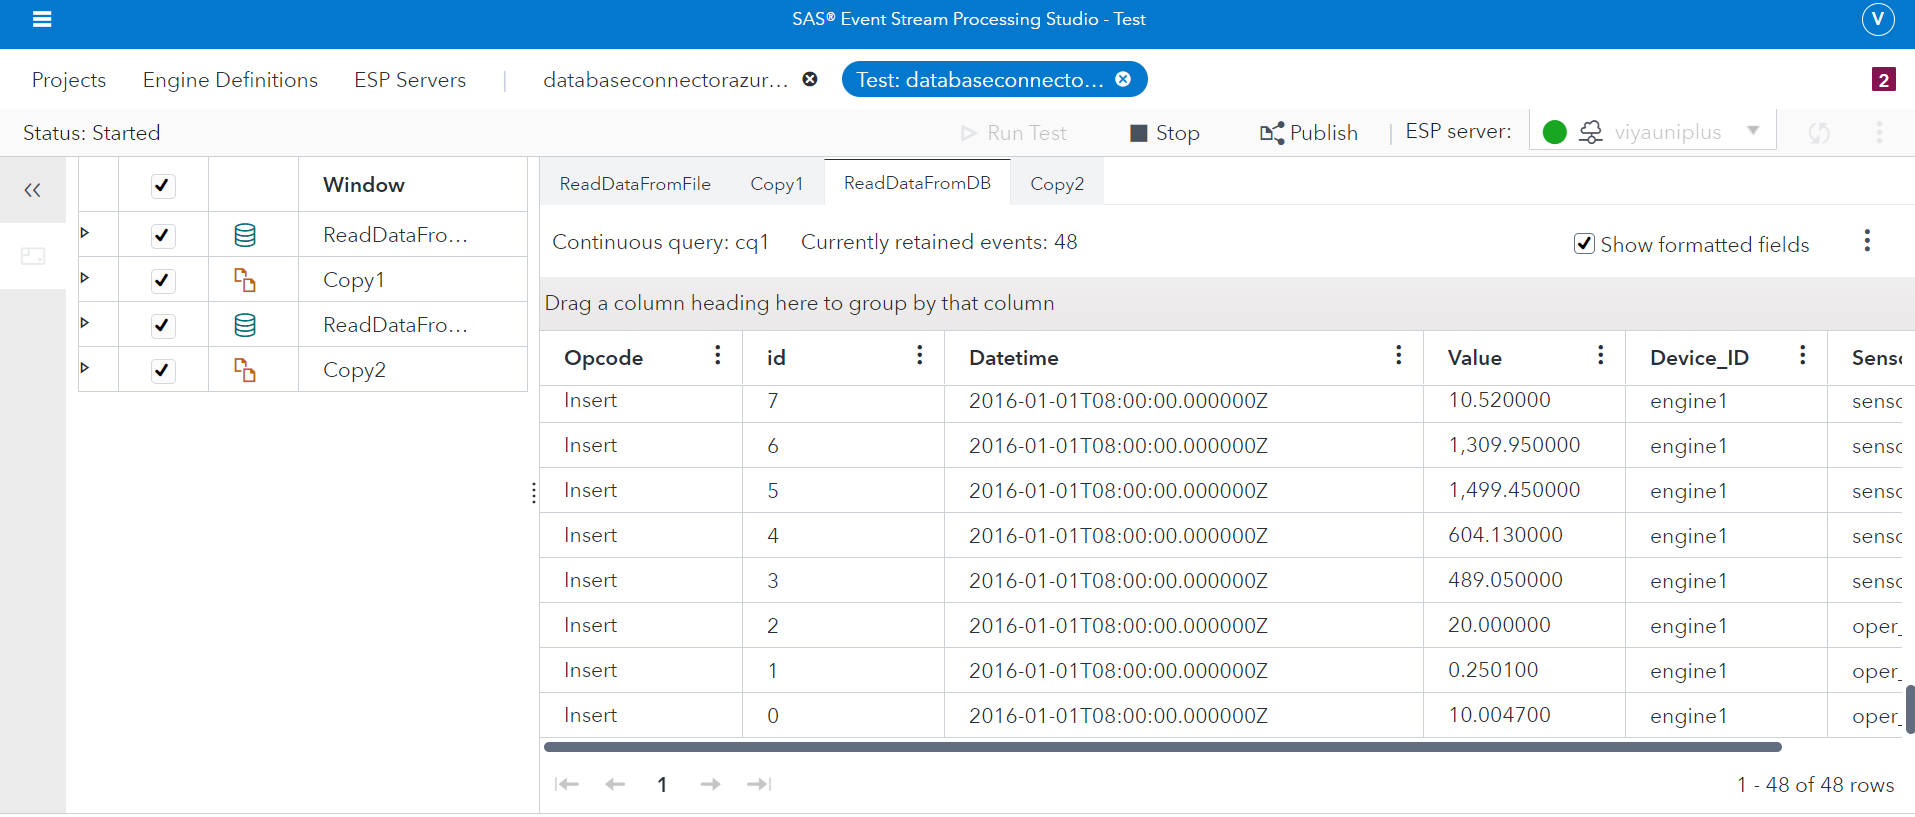 SAS® Event Stream Processing Studio - Test
V
Projects Engine Definitions ESP Servers | databaseconnectorazur... Test: databaseconnecto... 2
Status: Started Run Test Stop Publish | ESP server: viyauniplus
Window
ReadDataFro...
Copy1
ReadDataFro...
Copy2
ReadDataFromFile Copy1 ReadDataFromDB Copy2
Continuous query: cq1 Currently retained events: 48 Show formatted fields
Drag a column heading here to group by that column
Opcode id Datetime Value Device_ID Sens
Insert 7 2016-01-01T08:00:00.000000Z 10.520000 engine1 senso
Insert 6 2016-01-01T08:00:00.000000Z 1,309.950000 engine1 senso
Insert 5 2016-01-01T08:00:00.000000Z 1,499.450000 engine1 senso
Insert 4 2016-01-01T08:00:00.000000Z 604.130000 engine1 senso
Insert 3 2016-01-01T08:00:00.000000Z 489.050000 engine1 senso
Insert 2 2016-01-01T08:00:00.000000Z 20.000000 engine1 oper_
Insert 1 2016-01-01T08:00:00.000000Z 0.250100 engine1 oper_
Insert 0 2016-01-01T08:00:00.000000Z 10.004700 engine1 oper_
1
1 - 48 of 48 rows